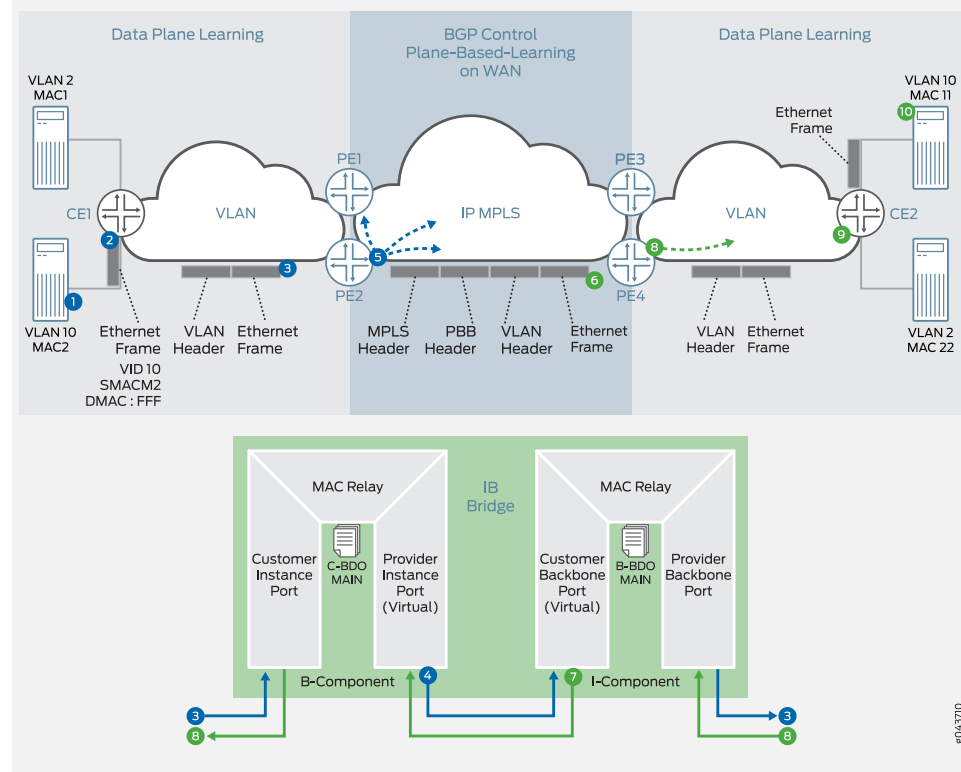 Data Plane Learning
BGP Control
Plane-Based-Learning
on WAN
Data Plane Learning
VLAN 2
MAC1
VLAN 10
MAC 11
10
Ethernet
Frame
PE1
PE3
CE1
VLAN
IP MPLS
VLAN
CE2
2
9
8
5
3
6
1
PE2
PE4
VLAN 10
MAC2
Ethernet
Frame
VID 10
SMACM2
DMAC : FFF
VLAN
Header
Ethernet
Frame
MPLS
Header
PBB
Header
VLAN
Header
Ethernet
Frame
VLAN
Header
Ethernet
Frame
VLAN 2
MAC 22
MAC Relay
IB
Bridge
MAC Relay
Customer
Instance
Port
C-BDO
MAIN
Provider
Instance
Port
(Virtual)
Customer
Backbone
Port
(Virtual)
B-BDO
MAIN
Provider
Backbone
Port
4
7
B-Component
I-Component
3
3
8
8
g043710